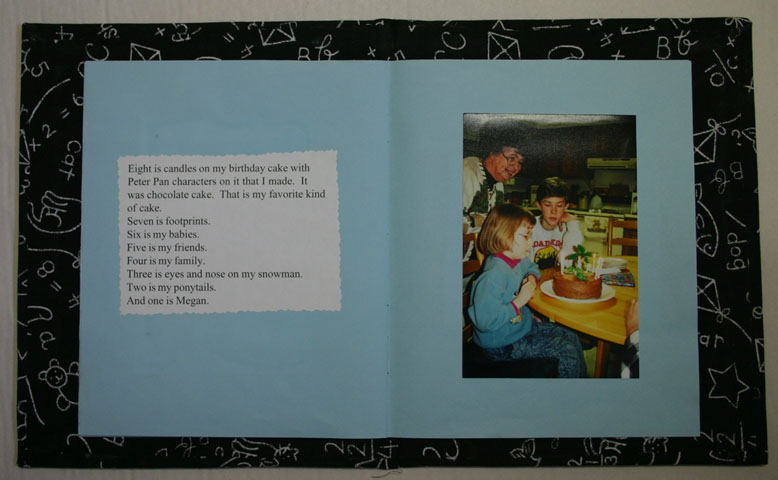 Eight is candles on my birthday cake with
Peter Pan characters on it that I made. It
was chocolate cake. That is my favorite kind
of cake.
Seven is footprints.
Six is my babies.
Five is my friends.
Four is my family.
Three is eyes and nose on my snowman.
Two is my ponytails.
And one is Megan.
Cat
dog